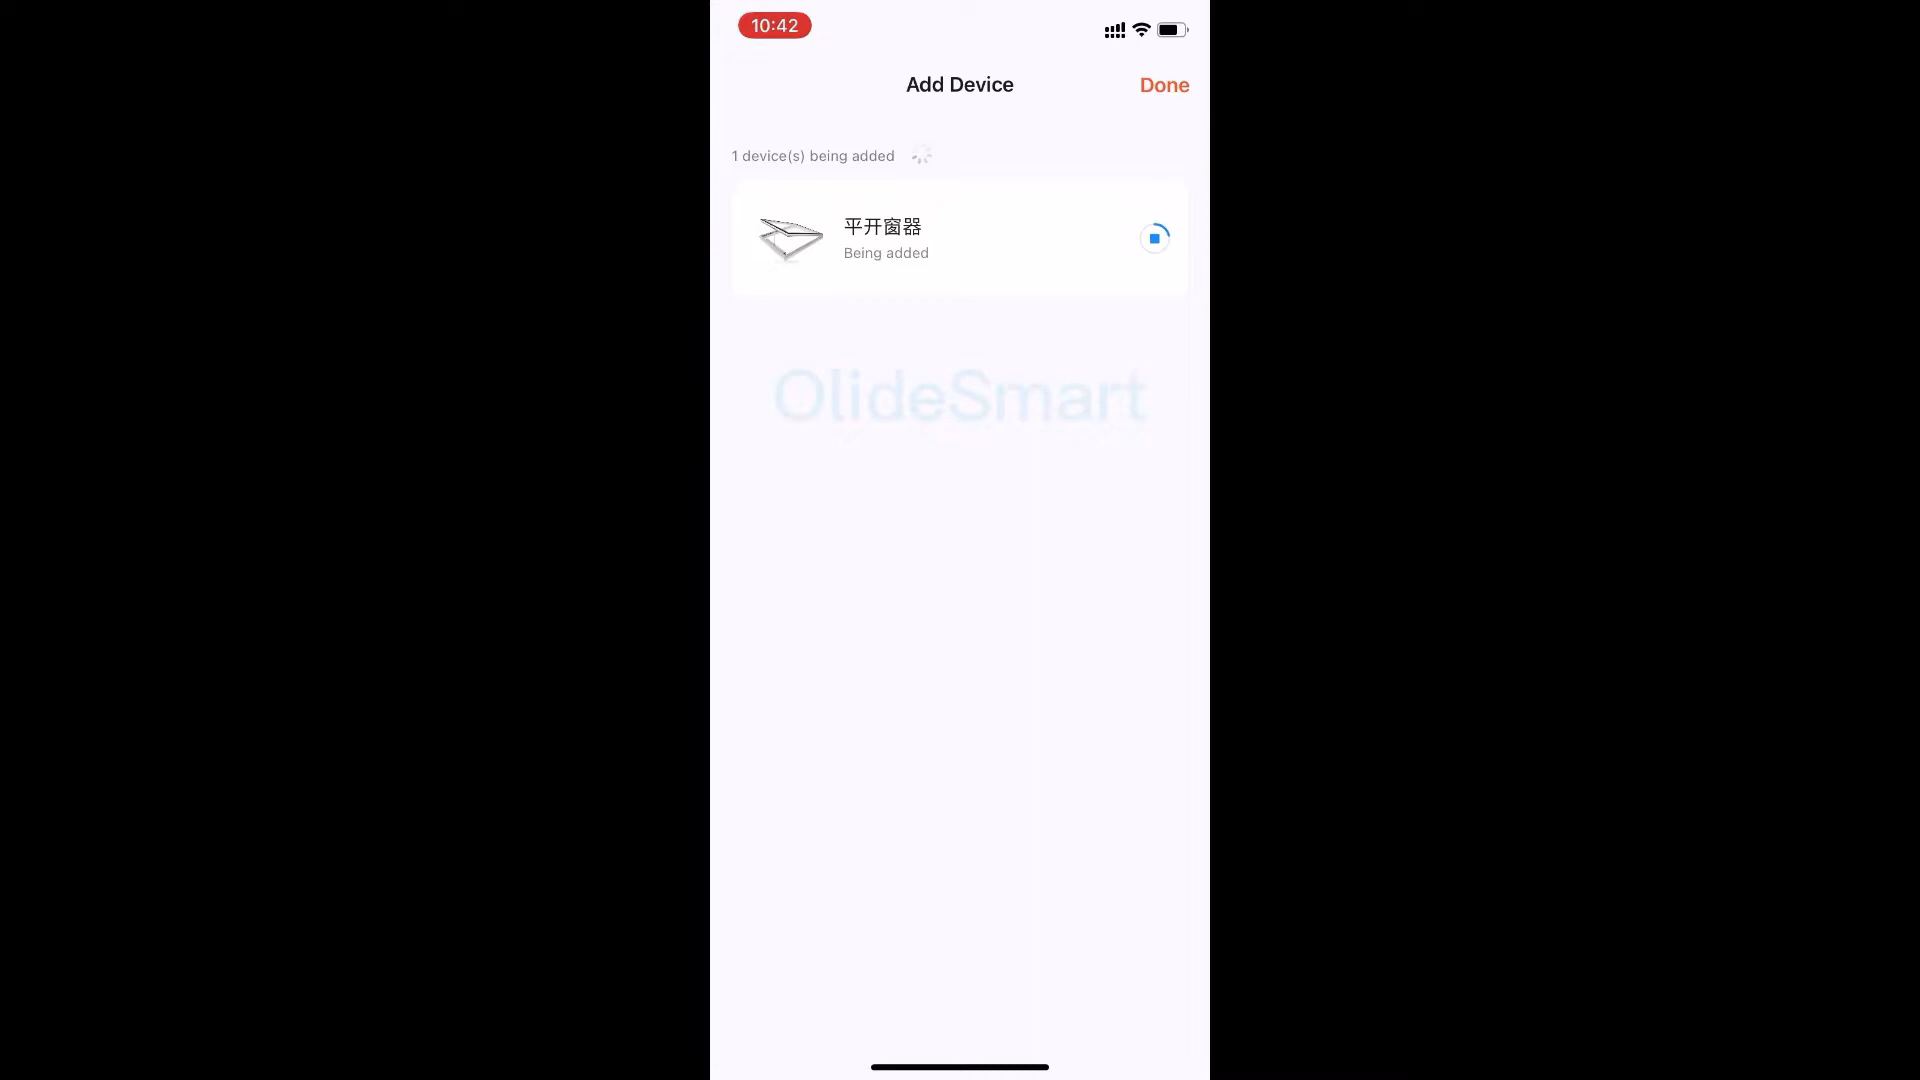 10:42
Add Device
Done
1 device(s) being added
平开窗器
Being added
OlideSmart